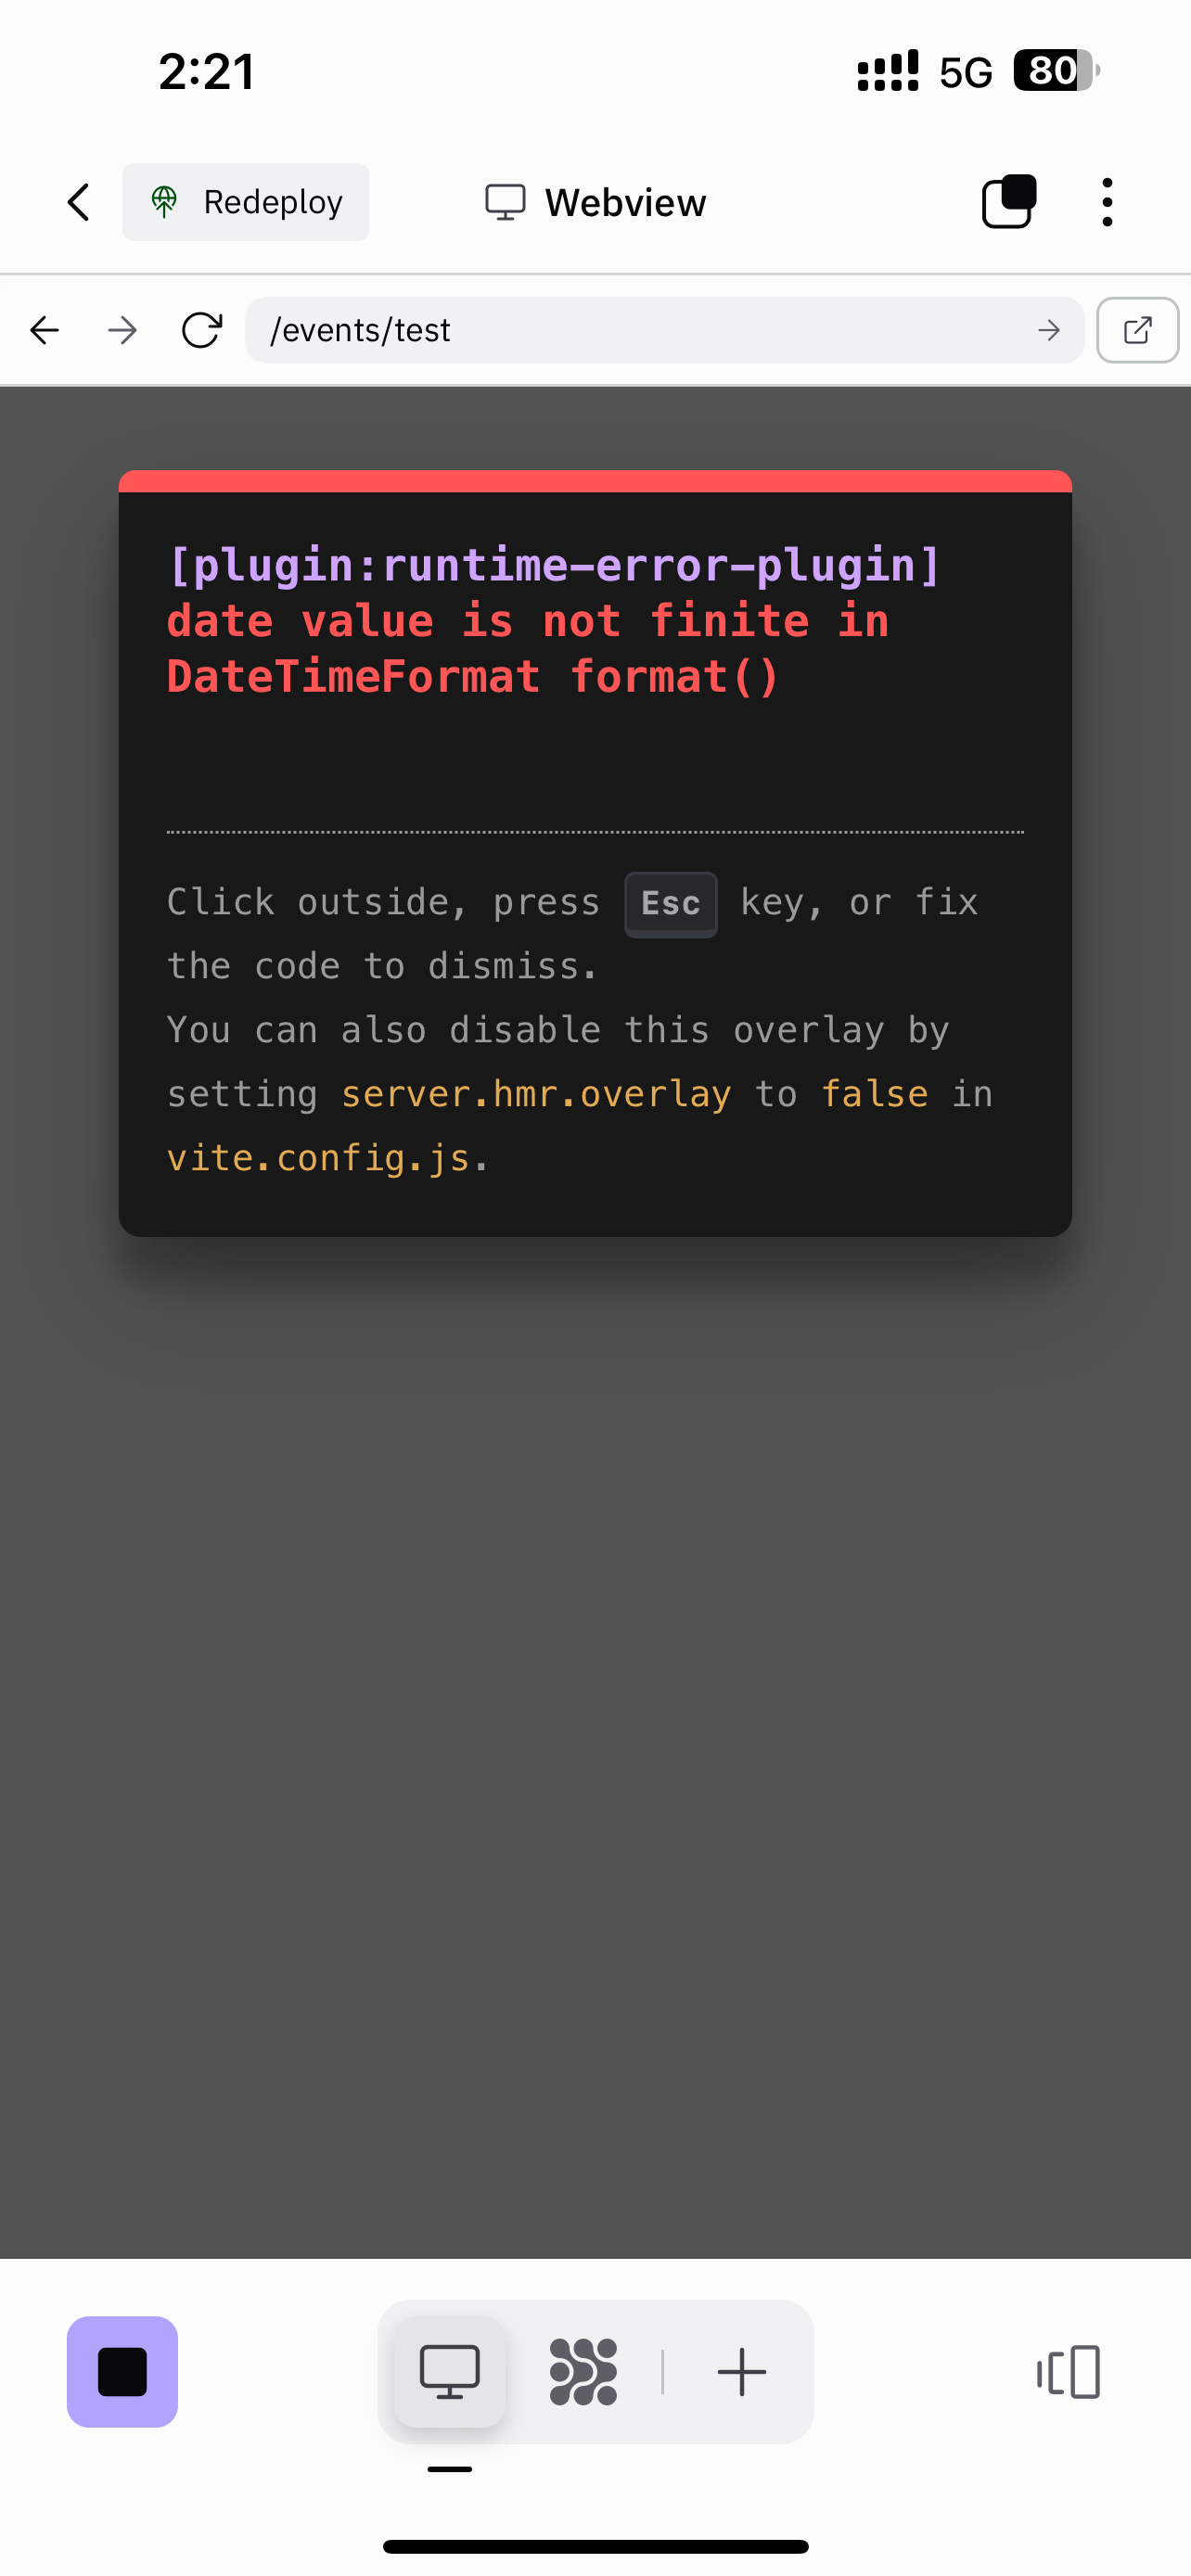 2:21
5G
80
Redeploy
Webview
/events/test
[plugin:runtime-error-plugin]
date value is not finite in
DateTimeFormat format()
Click outside, press Esc key, or fix
the code to dismiss.
You can also disable this overlay by
setting server.hmr.overlay to false in
vite.config.js.